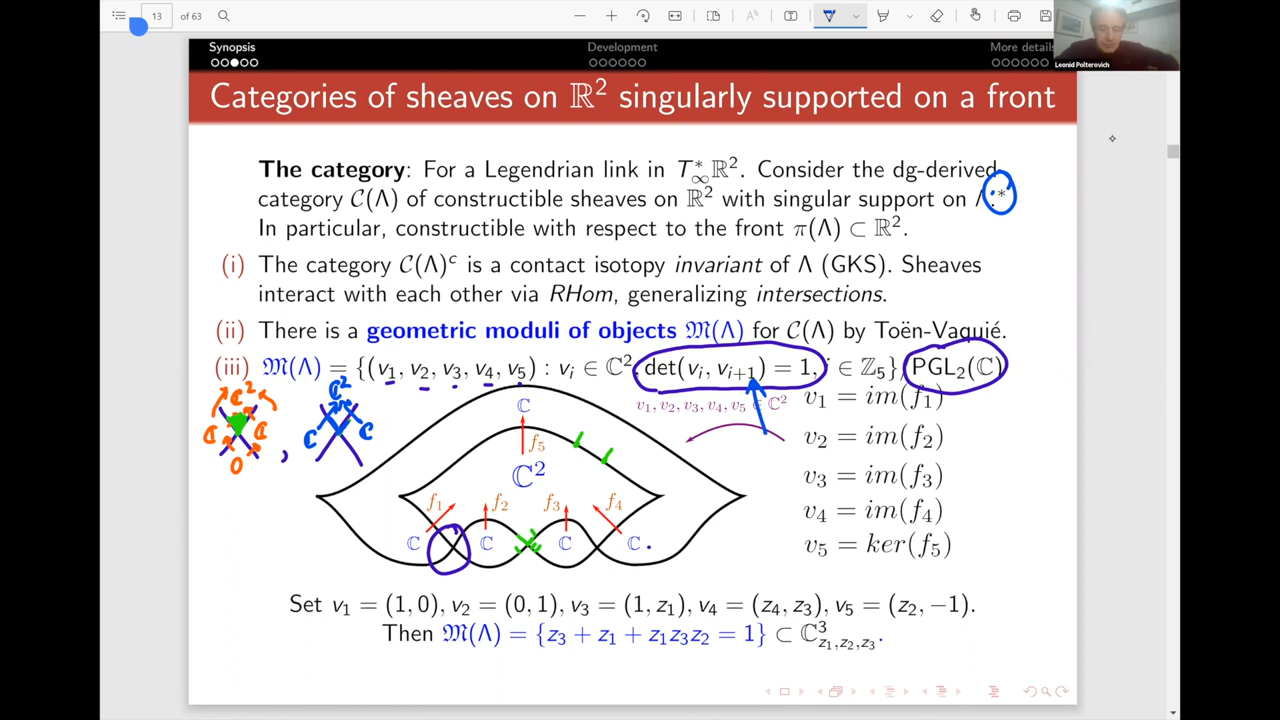 13 of 63
Leonid Polterovich
Synopsis Development More details
Categories of sheaves on ℝ² singularly supported on a front
The category: For a Legendrian link in T*∞ℝ². Consider the dg-derived
category 𝒞(Λ) of constructible sheaves on ℝ² with singular support on Λ.*
In particular, constructible with respect to the front π(Λ) ⊂ ℝ².
(i) The category 𝒞(Λ)ᶜ is a contact isotopy invariant of Λ (GKS). Sheaves
interact with each other via RHom, generalizing intersections.
(ii) There is a geometric moduli of objects 𝔐(Λ) for 𝒞(Λ) by Toën-Vaquié.
(iii) 𝔐(Λ) = {(v₁, v₂, v₃, v₄, v₅) : vᵢ ∈ ℂ², det(vᵢ, vᵢ₊₁) = 1, i ∈ ℤ₅}/PGL₂(ℂ)
ℂ² ℂ² ℂ v₁, v₂, v₃, v₄, v₅ ∈ ℂ² v₁ = im(f₁)
ℂ ℂ , ℂ ℂ f₅ v₂ = im(f₂)
0 ℂ² v₃ = im(f₃)
f₁ f₂ f₃ f₄ v₄ = im(f₄)
ℂ ℂ ℂ ℂ v₅ = ker(f₅)
Set v₁ = (1, 0), v₂ = (0, 1), v₃ = (1, z₁), v₄ = (z₄, z₃), v₅ = (z₂, −1).
Then 𝔐(Λ) = {z₃ + z₁ + z₁z₃z₂ = 1} ⊂ ℂ³z₁,z₂,z₃.